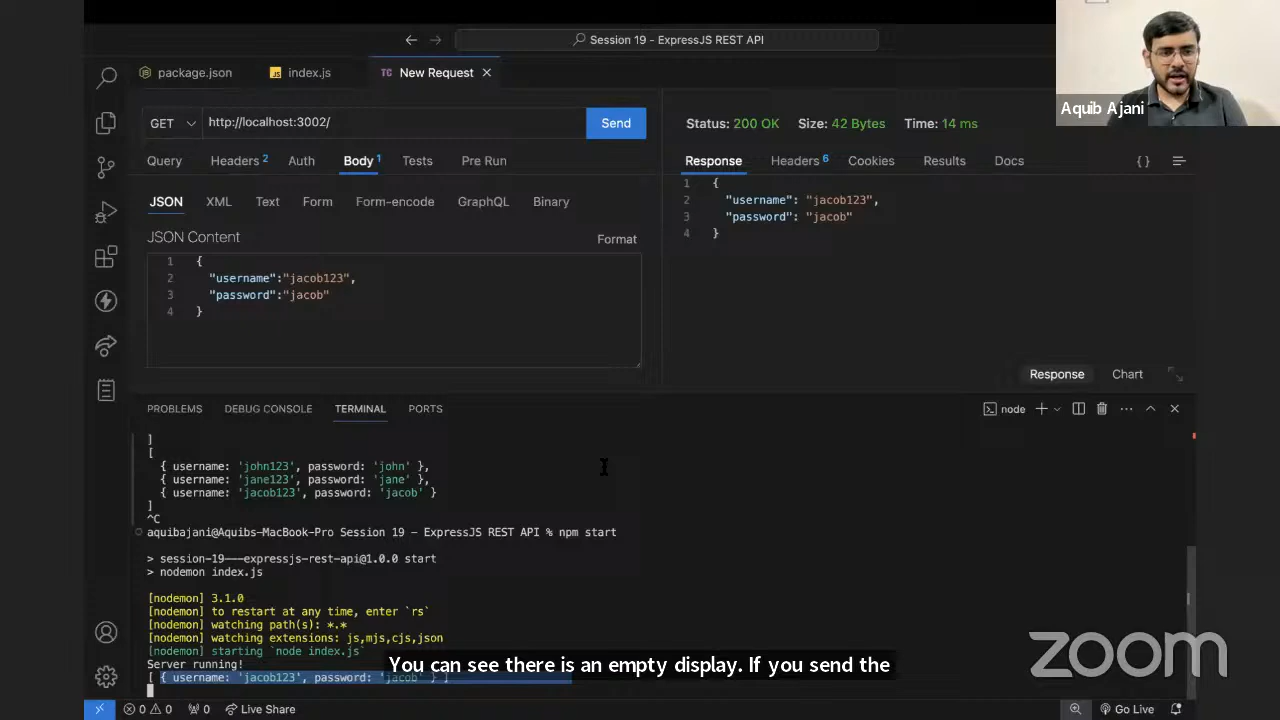 Session 19 - ExpressJS REST API
package.json
index.js
TC New Request
Aquib Ajani
GET http://localhost:3002/ Send
Status: 200 OK Size: 42 Bytes Time: 14 ms
Query Headers 2 Auth Body 1 Tests Pre Run
Response Headers 6 Cookies Results Docs { }
JSON XML Text Form Form-encode GraphQL Binary
JSON Content
Format
1 {
2 "username":"jacob123",
3 "password":"jacob"
4 }
1 {
2 "username": "jacob123",
3 "password": "jacob"
4 }
Response Chart
PROBLEMS DEBUG CONSOLE TERMINAL PORTS
node
]
[
{ username: 'john123', password: 'john' },
{ username: 'jane123', password: 'jane' },
{ username: 'jacob123', password: 'jacob' }
]
^C
aquibajani@Aquibs-MacBook-Pro Session 19 - ExpressJS REST API % npm start
> session-19---expressjs-rest-api@1.0.0 start
> nodemon index.js
[nodemon] 3.1.0
[nodemon] to restart at any time, enter `rs`
[nodemon] watching path(s): *.*
[nodemon] watching extensions: js,mjs,cjs,json
[nodemon] starting `node index.js`
Server running!
[ { username: 'jacob123', password: 'jacob' } ]
You can see there is an empty display. If you send the
zoom
0 0 0 Live Share
Go Live